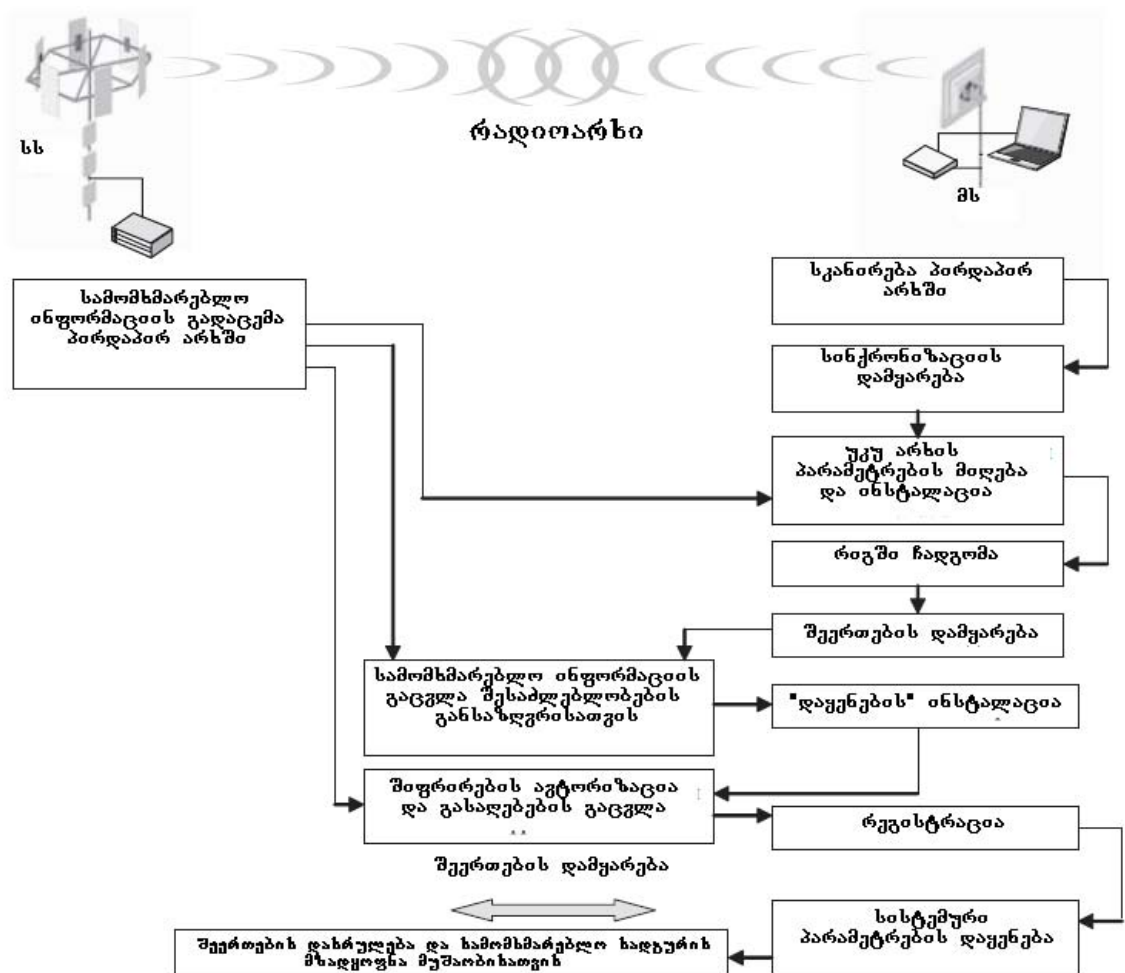 რადიოარხი
სს
მს
სკანირება პირდაპირ
არხში
სამომხმარებლო
ინფორმაციის გადაცემა
პირდაპირ არხში
სინქრონიზაციის
დამყარება
უკუ არხის
პარამეტრების მიღება
და ინსტალაცია
რიგში ჩადგომა
შეერთების დამყარება
სამომხმარებლო ინფორმაციის
გაცვლა შესაძლებლობების
განსაზღვრისათვის
"დაყენების" ინსტალაცია
შიფრირების ავტორიზაცია
და გასაღებების გაცვლა
რეგისტრაცია
შეერთების დამყარება
სისტემური
პარამეტრების დაყენება
შეერთების დასრულება და სამომხმარებლო სადგურის
მზადყოფნა მუშაობისათვის